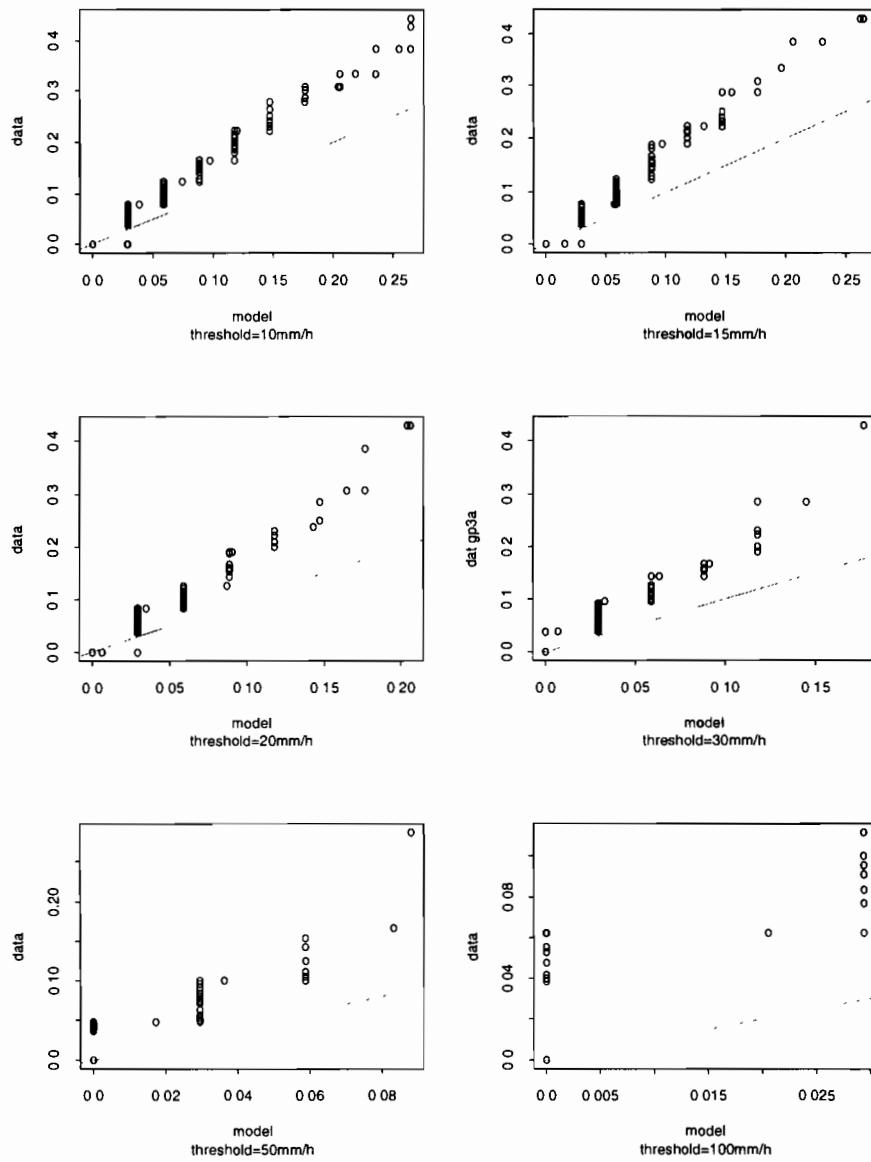 0 4
0 3
0 2
0 1
0 0
data
0 0 0 05 0 10 0 15 0 20 0 25
model
threshold=10mm/h
0 4
0 3
0 2
0 1
0 0
data
0 0 0 05 0 10 0 15 0 20 0 25
model
threshold=15mm/h
0 4
0 3
0 2
0 1
0 0
data
0 0 0 05 0 10 0 15 0 20
model
threshold=20mm/h
0 4
0 3
0 2
0 1
0 0
dat gp3a
0 0 0 05 0 10 0 15
model
threshold=30mm/h
0.20
0 10
0 0
data
0 0 0 02 0 04 0 06 0 08
model
threshold=50mm/h
0 08
0 04
0 0
data
0 0 0 005 0 015 0 025
model
threshold=100mm/h